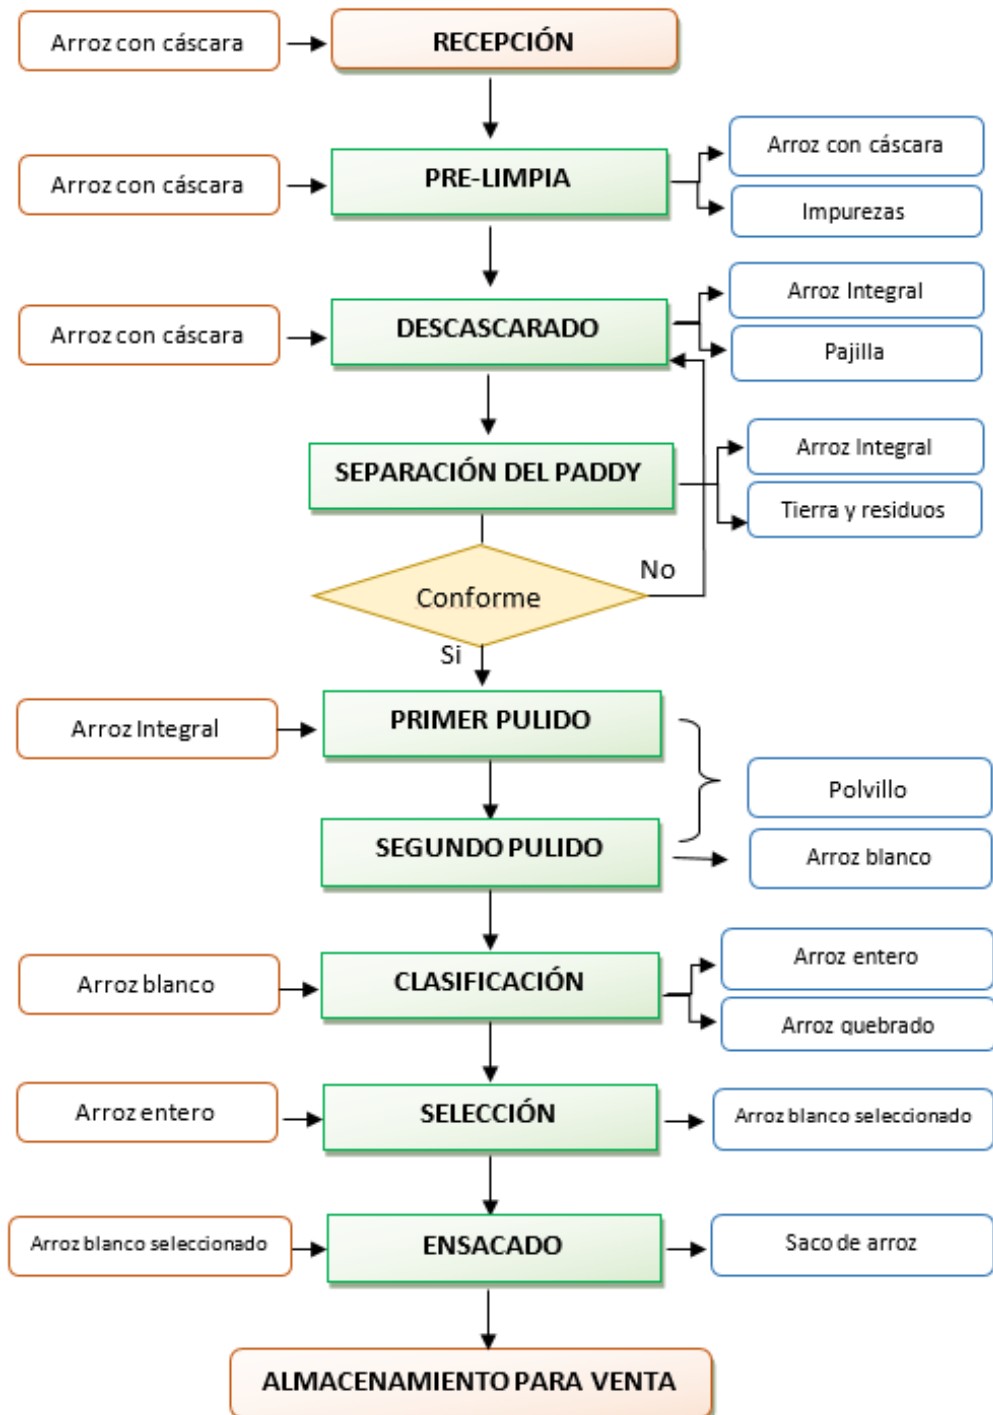 Arroz con cáscara
RECEPCIÓN
Arroz con cáscara
PRE-LIMPIA
Arroz con cáscara
Impurezas
Arroz con cáscara
DESCASCARADO
Arroz Integral
Pajilla
SEPARACIÓN DEL PADDY
Arroz Integral
Tierra y residuos
Conforme
No
Si
Arroz Integral
PRIMER PULIDO
Polvillo
SEGUNDO PULIDO
Arroz blanco
Arroz blanco
CLASIFICACIÓN
Arroz entero
Arroz quebrado
Arroz entero
SELECCIÓN
Arroz blanco seleccionado
Arroz blanco seleccionado
ENSACADO
Saco de arroz
ALMACENAMIENTO PARA VENTA